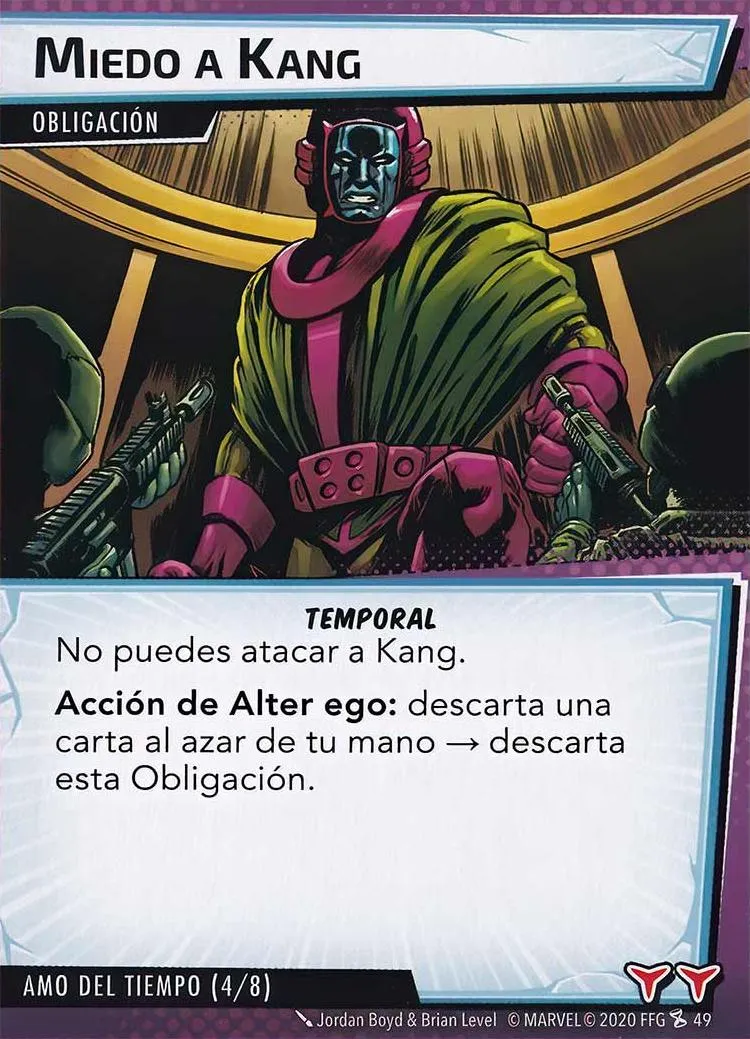 Miedo a Kang
OBLIGACIÓN
TEMPORAL
No puedes atacar a Kang.
Acción de Alter ego: descarta una
carta al azar de tu mano → descarta
esta Obligación.
AMO DEL TIEMPO (4/8)
Jordan Boyd & Brian Level © MARVEL © 2020 FFG 49